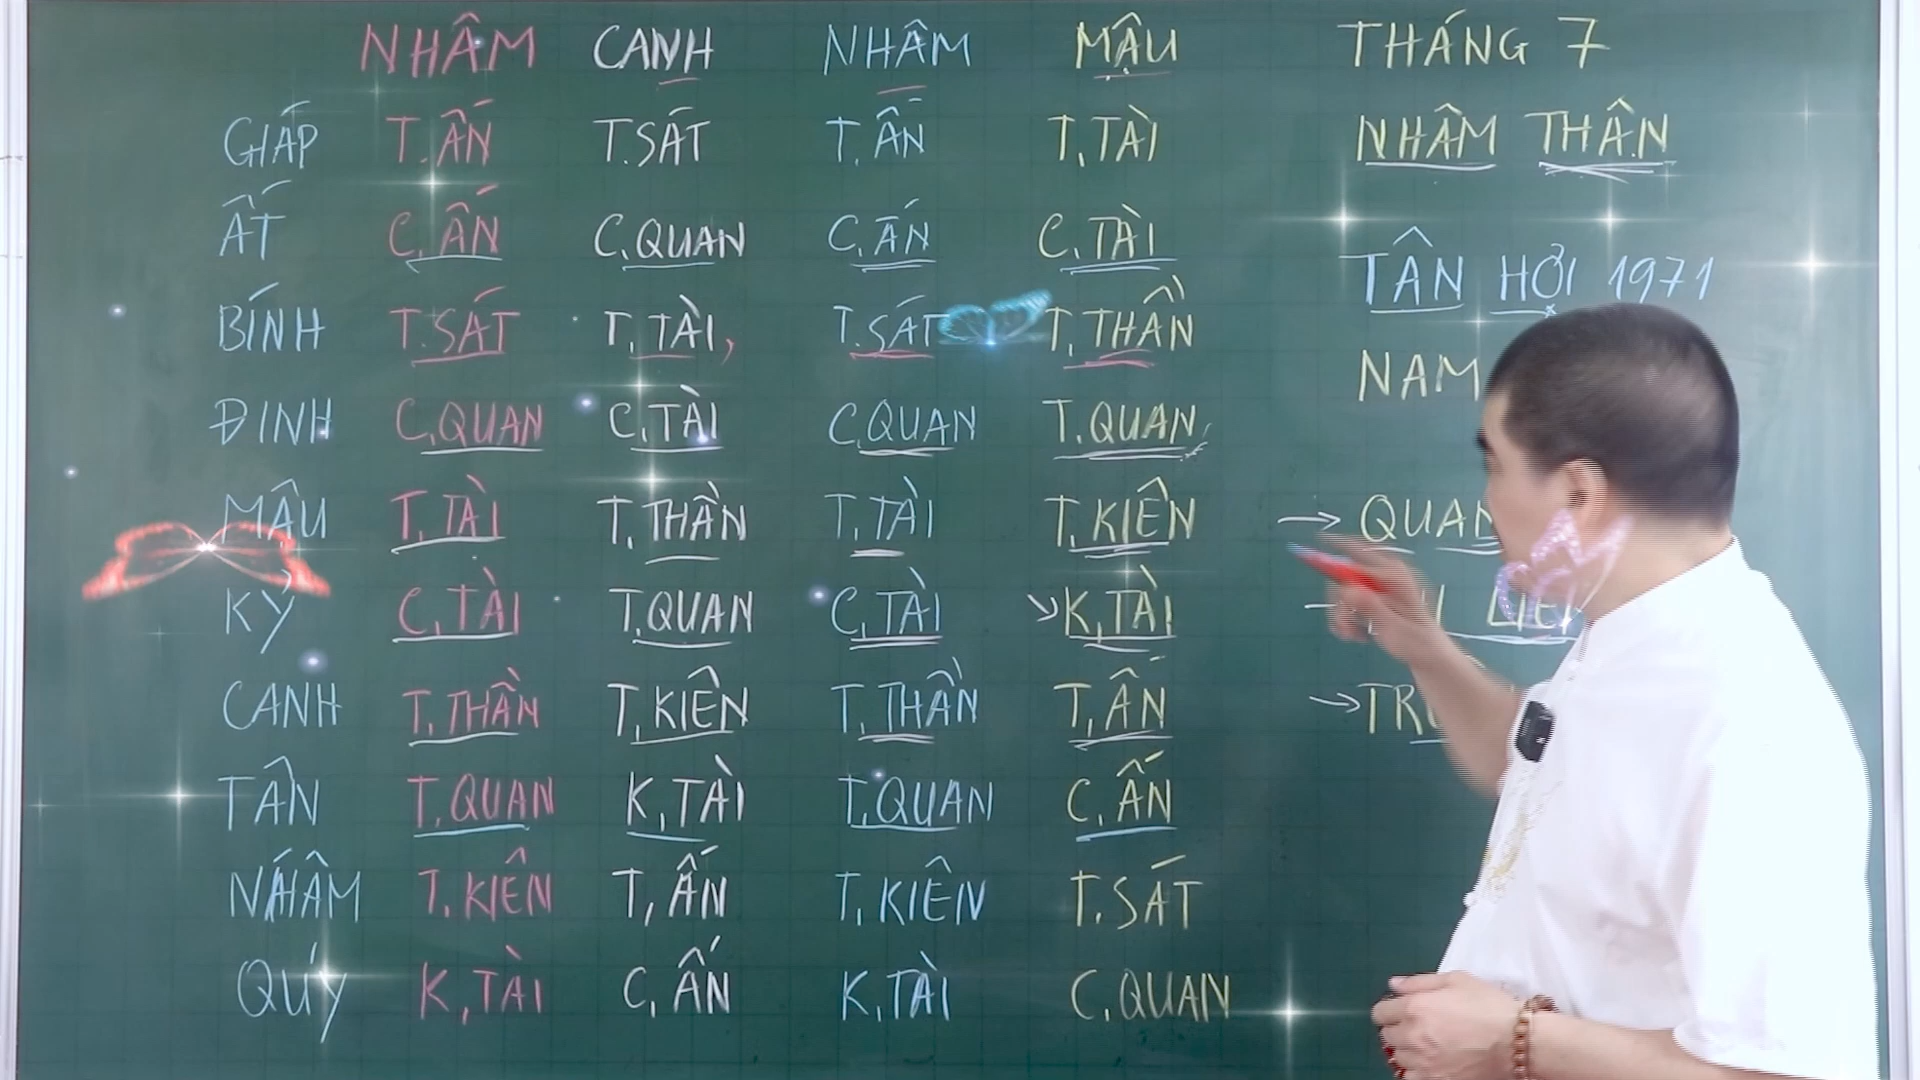 NHÂM CANH NHÂM MẬU THÁNG 7
GIÁP T.ẤN T.SÁT T.ẤN T.TÀI NHÂM THÂN
ẤT C.ẤN C.QUAN C.ẤN C.TÀI TÂN HỢI 1971
BÍNH T.SÁT T.TÀI, T.SÁT T.THẦN NAM
ĐINH C.QUAN C.TÀI C.QUAN T.QUAN
MẬU T.TÀI T.THẦN T.TÀI T.KIÊN → QUAN
KỶ C.TÀI T.QUAN C.TÀI K.TÀI
CANH T.THẦN T.KIÊN T.THẦN T.ẤN
TÂN T.QUAN K.TÀI T.QUAN C.ẤN
NHÂM T.KIÊN T.ẤN T.KIÊN T.SÁT
QUÝ K.TÀI C.ẤN K.TÀI C.QUAN